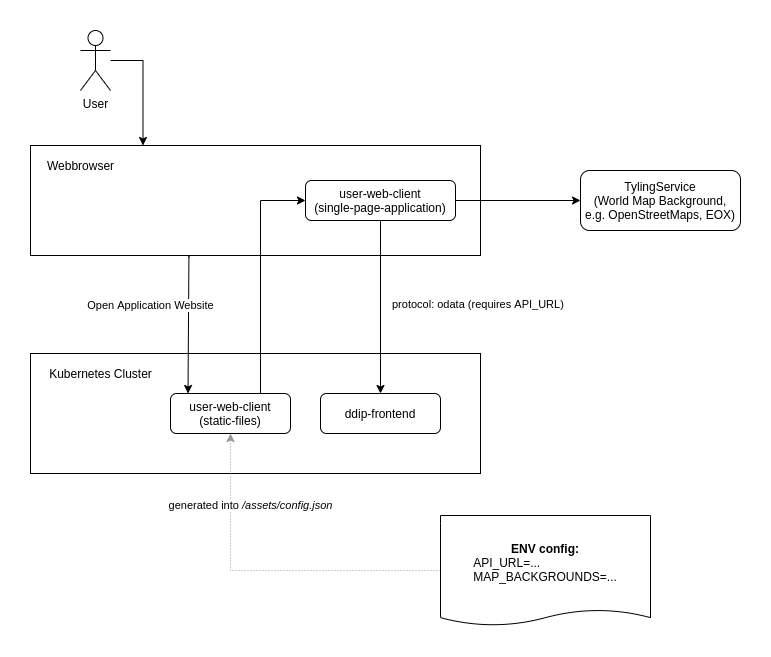 User
Webbrowser
user-web-client
(single-page-application)
TylingService
(World Map Background,
e.g. OpenStreetMaps, EOX)
Open Application Website
protocol: odata (requires API_URL)
Kubernetes Cluster
user-web-client
(static-files)
ddip-frontend
generated into /assets/config.json
ENV config:
API_URL=...
MAP_BACKGROUNDS=...